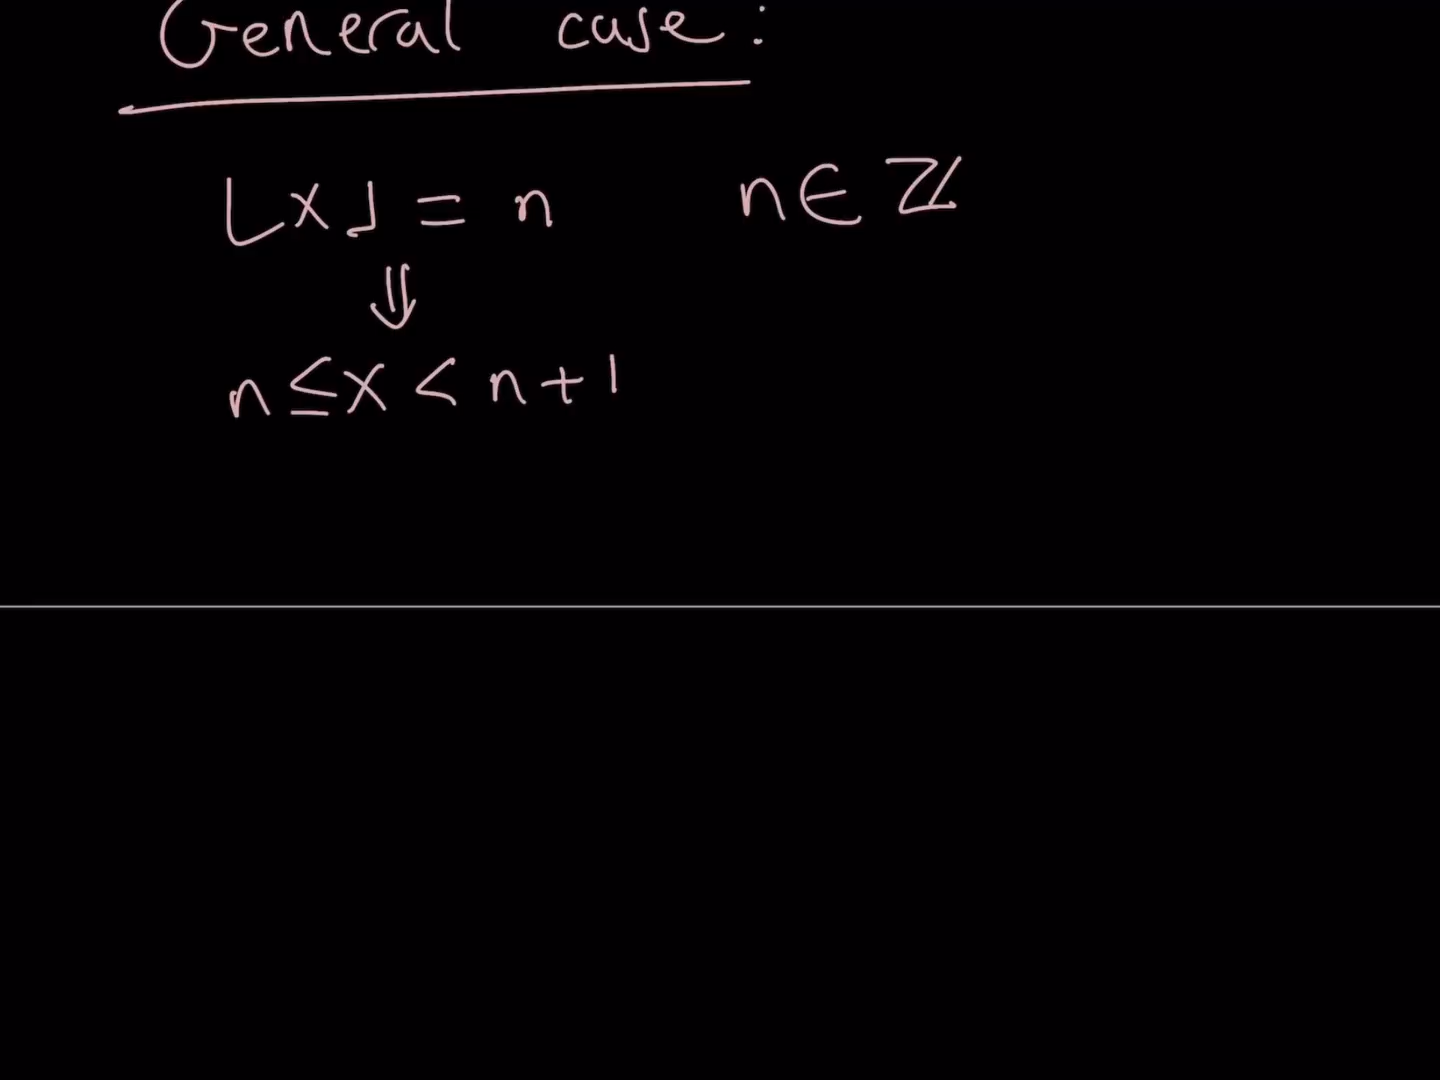 General case:
⌊x⌋ = n n ∈ ℤ
⇓
n ≤ x < n + 1